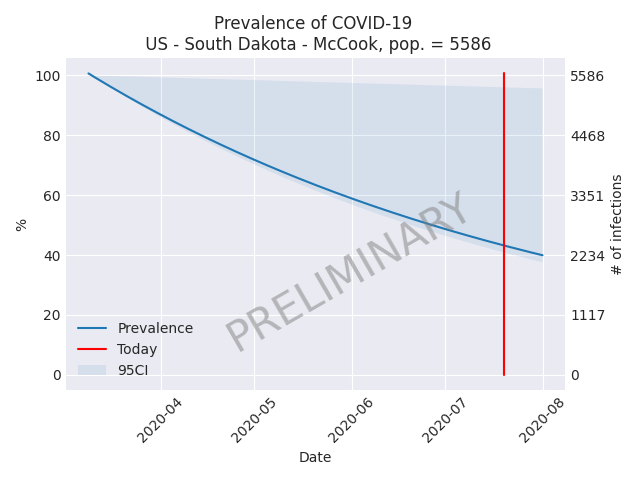 Prevalence of COVID-19
US - South Dakota - McCook, pop. = 5586
100
80
60
40
20
0
%
5586
4468
3351
2234
1117
0
# of infections
PRELIMINARY
Prevalence
Today
95CI
2020-04
2020-05
2020-06
2020-07
2020-08
Date